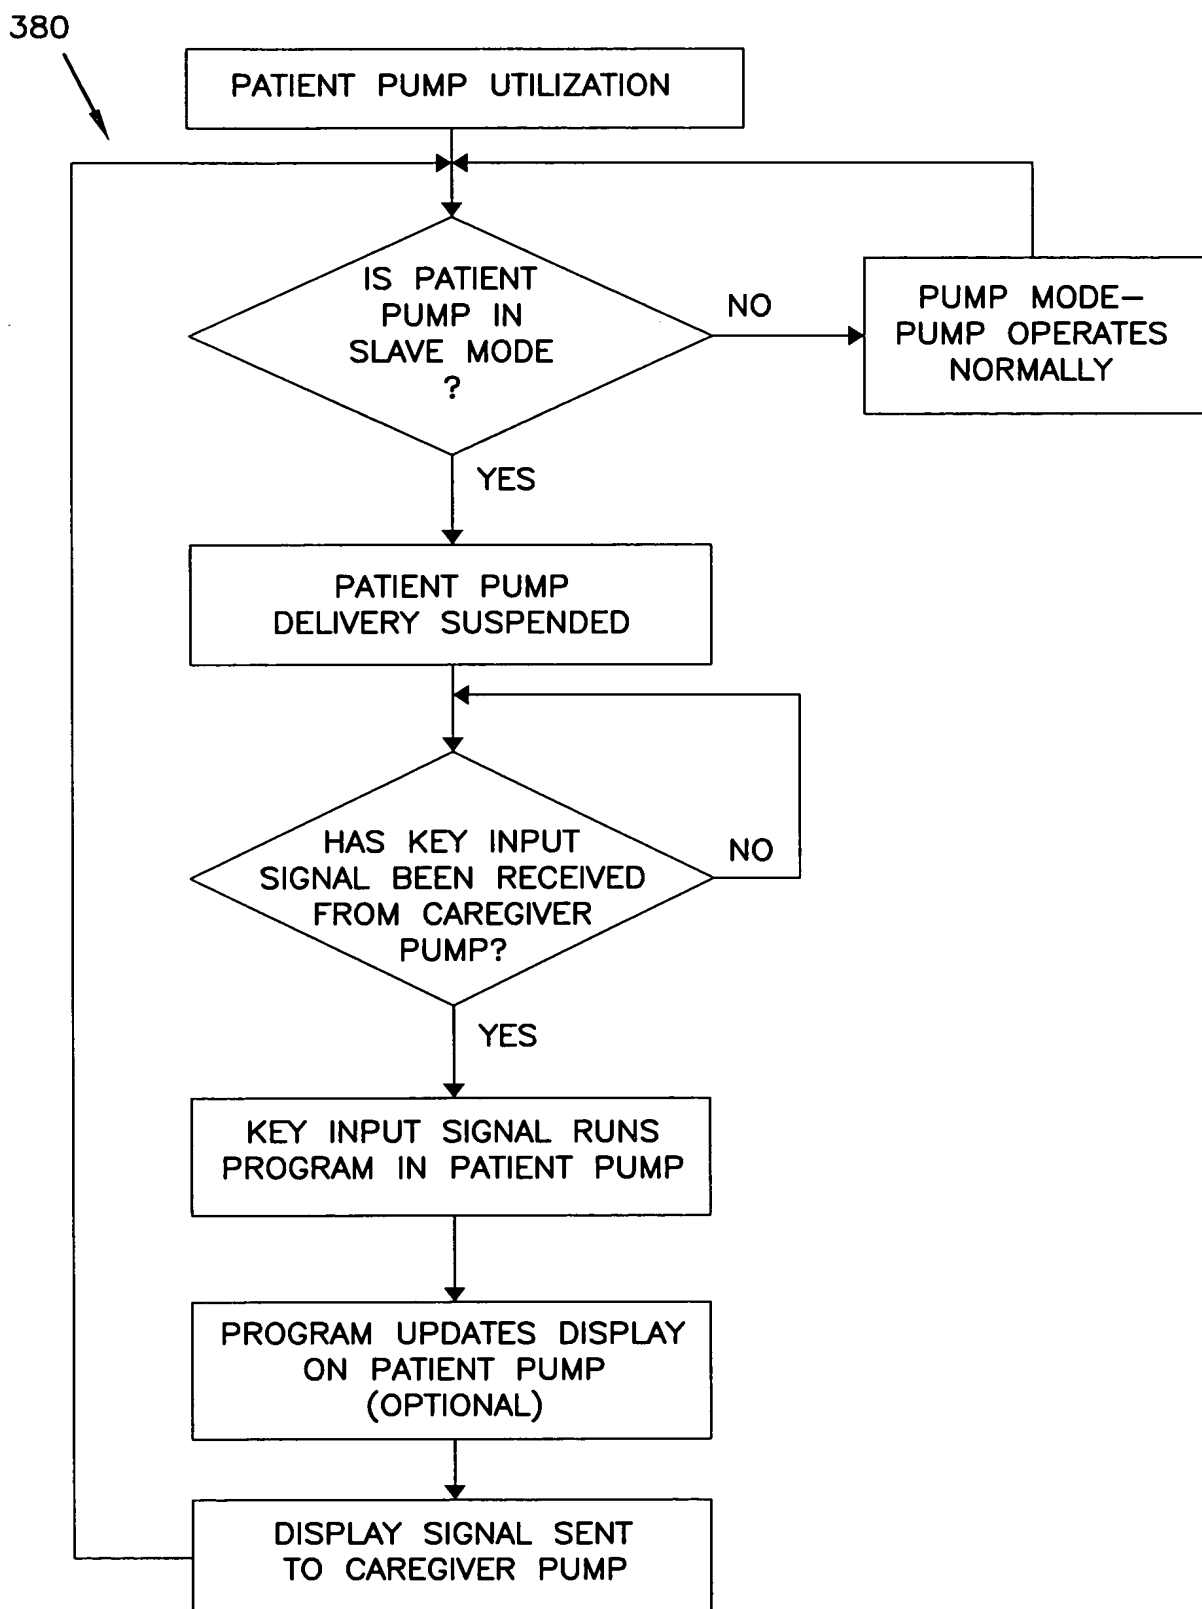 380
PATIENT PUMP UTILIZATION
IS PATIENT
PUMP IN
SLAVE MODE
?
NO
PUMP MODE–
PUMP OPERATES
NORMALLY
YES
PATIENT PUMP
DELIVERY SUSPENDED
HAS KEY INPUT
SIGNAL BEEN RECEIVED
FROM CAREGIVER
PUMP?
NO
YES
KEY INPUT SIGNAL RUNS
PROGRAM IN PATIENT PUMP
PROGRAM UPDATES DISPLAY
ON PATIENT PUMP
(OPTIONAL)
DISPLAY SIGNAL SENT
TO CAREGIVER PUMP